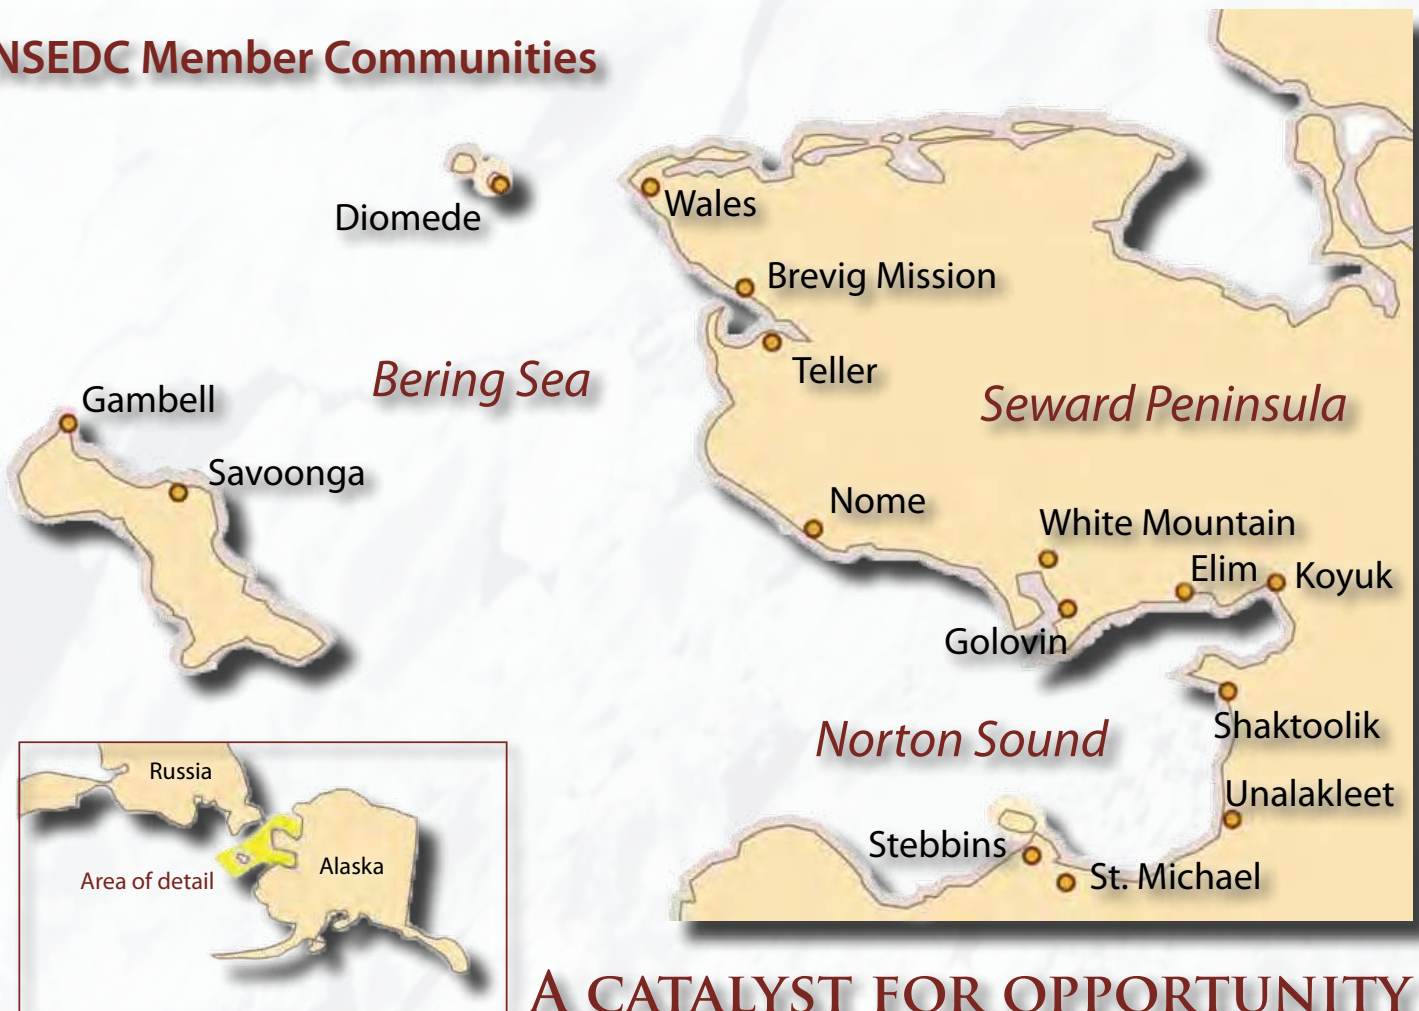 NSEDC Member Communities
Diomede
Wales
Brevig Mission
Teller
Bering Sea
Seward Peninsula
Gambell
Savoonga
Nome
White Mountain
Elim
Koyuk
Golovin
Shaktoolik
Norton Sound
Unalakleet
Stebbins
St. Michael
Russia
Alaska
Area of detail
A CATALYST FOR OPPORTUNITY